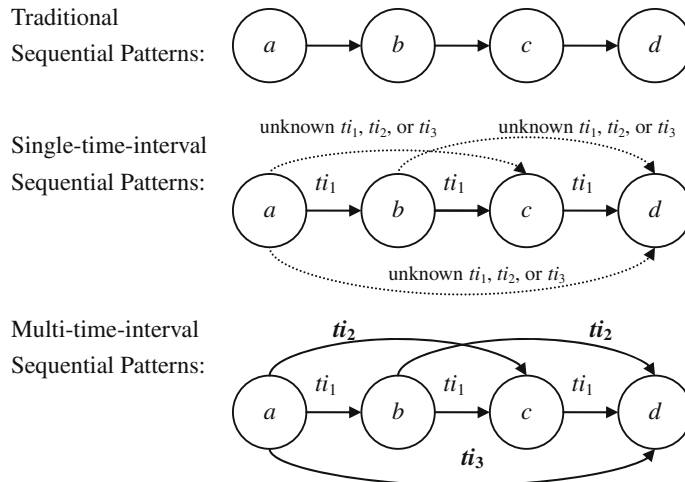 Traditional
Sequential Patterns:
a b c d
unknown ti1, ti2, or ti3 unknown ti1, ti2, or ti3
Single-time-interval
Sequential Patterns:
ti1 ti1 ti1
a b c d
unknown ti1, ti2, or ti3
Multi-time-interval
ti2 ti2
Sequential Patterns:
ti1 ti1 ti1
a b c d
ti3